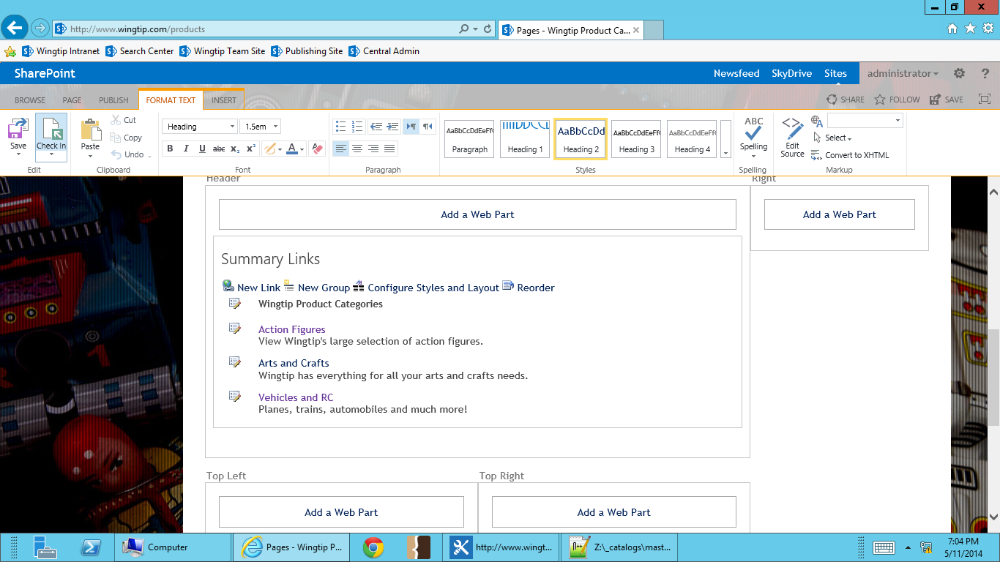 http://www.wingtip.com/products
Pages - Wingtip Product Ca...
Wingtip Intranet
Search Center
Wingtip Team Site
Publishing Site
Central Admin
SharePoint
Newsfeed
SkyDrive
Sites
administrator
BROWSE
PAGE
PUBLISH
FORMAT TEXT
INSERT
SHARE
FOLLOW
SAVE
Save
Check In
Paste
Cut
Copy
Undo
Heading
1.5em
B I U abc x₂ x²
A
AaBbCcDdEeFf
Paragraph
Heading 1
AaBbCcDd
Heading 2
AaBbCcDdEeFf
Heading 3
AaBbCcDdEeFf
Heading 4
ABC
Spelling
Edit
Source
Select
Convert to XHTML
Edit
Clipboard
Font
Paragraph
Styles
Spelling
Markup
Header
Right
Add a Web Part
Add a Web Part
Summary Links
New Link
New Group
Configure Styles and Layout
Reorder
Wingtip Product Categories
Action Figures
View Wingtip's large selection of action figures.
Arts and Crafts
Wingtip has everything for all your arts and crafts needs.
Vehicles and RC
Planes, trains, automobiles and much more!
Top Left
Top Right
Add a Web Part
Add a Web Part
Computer
Pages - Wingtip P...
http://www.wingt...
Z:\_catalogs\mast...
7:04 PM
5/11/2014